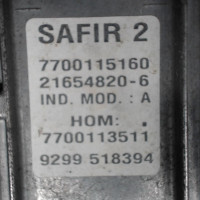 SAFIR 2
7700115160
21654820-6
IND. MOD. : A
HOM:
7700113511
9299 518394